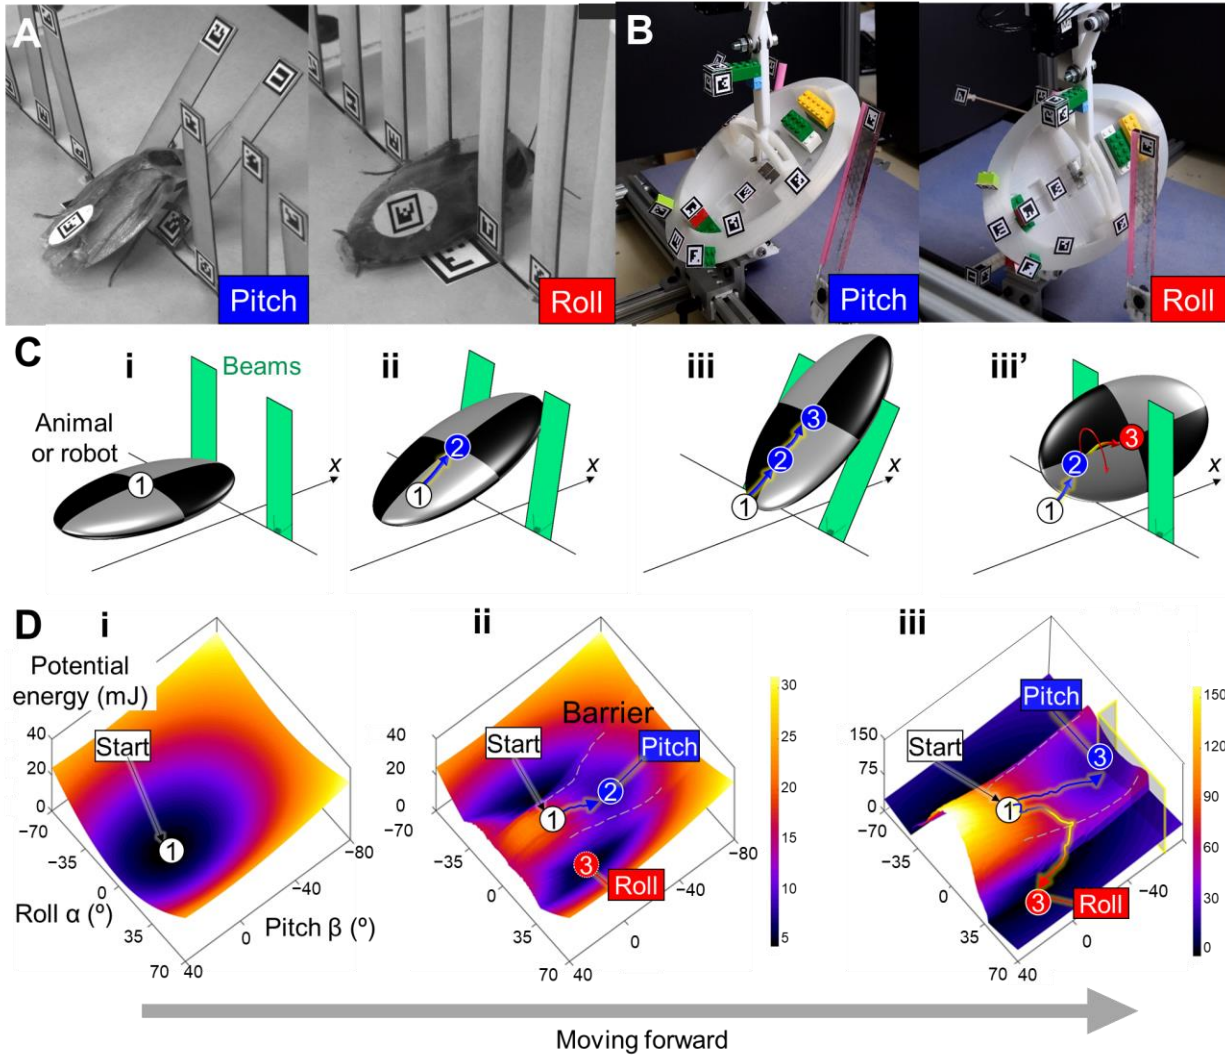 A
B
Pitch
Roll
Pitch
Roll
C
i
ii
iii
iii’
Beams
Animal
or robot
x
x
x
1
1
2
1
2
3
1
2
3
D
i
ii
iii
Potential
energy (mJ)
Start
40
20
0
−70
−35
0
35
70
1
Roll α (º)
Pitch β (º)
−80
−40
0
40
Barrier
Start
Pitch
1
2
3
Roll
40
20
0
−70
−35
0
35
70
−80
−40
0
40
30
25
20
15
10
5
Pitch
Start
1
3
3
Roll
150
75
0
−70
−35
0
35
70
−40
0
40
150
120
90
60
30
0
Moving forward